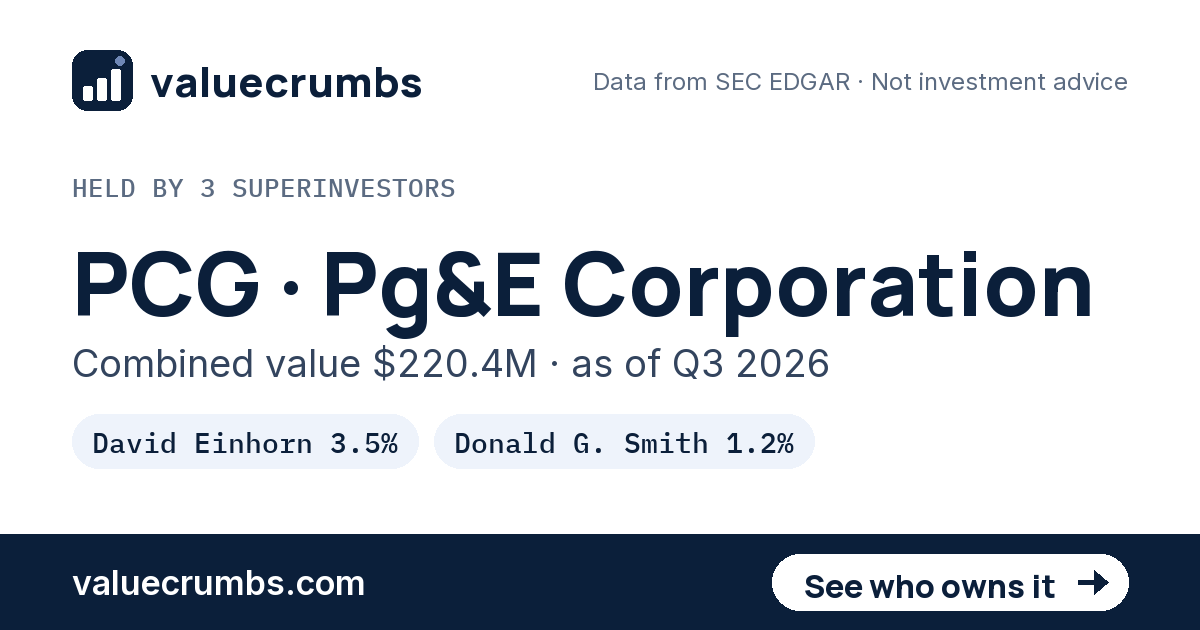 valuecrumbs
Data from SEC EDGAR · Not investment advice
HELD BY 3 SUPERINVESTORS
PCG · Pg&E Corporation
Combined value $220.4M · as of Q3 2026
David Einhorn 3.5%
Donald G. Smith 1.2%
valuecrumbs.com
See who owns it →